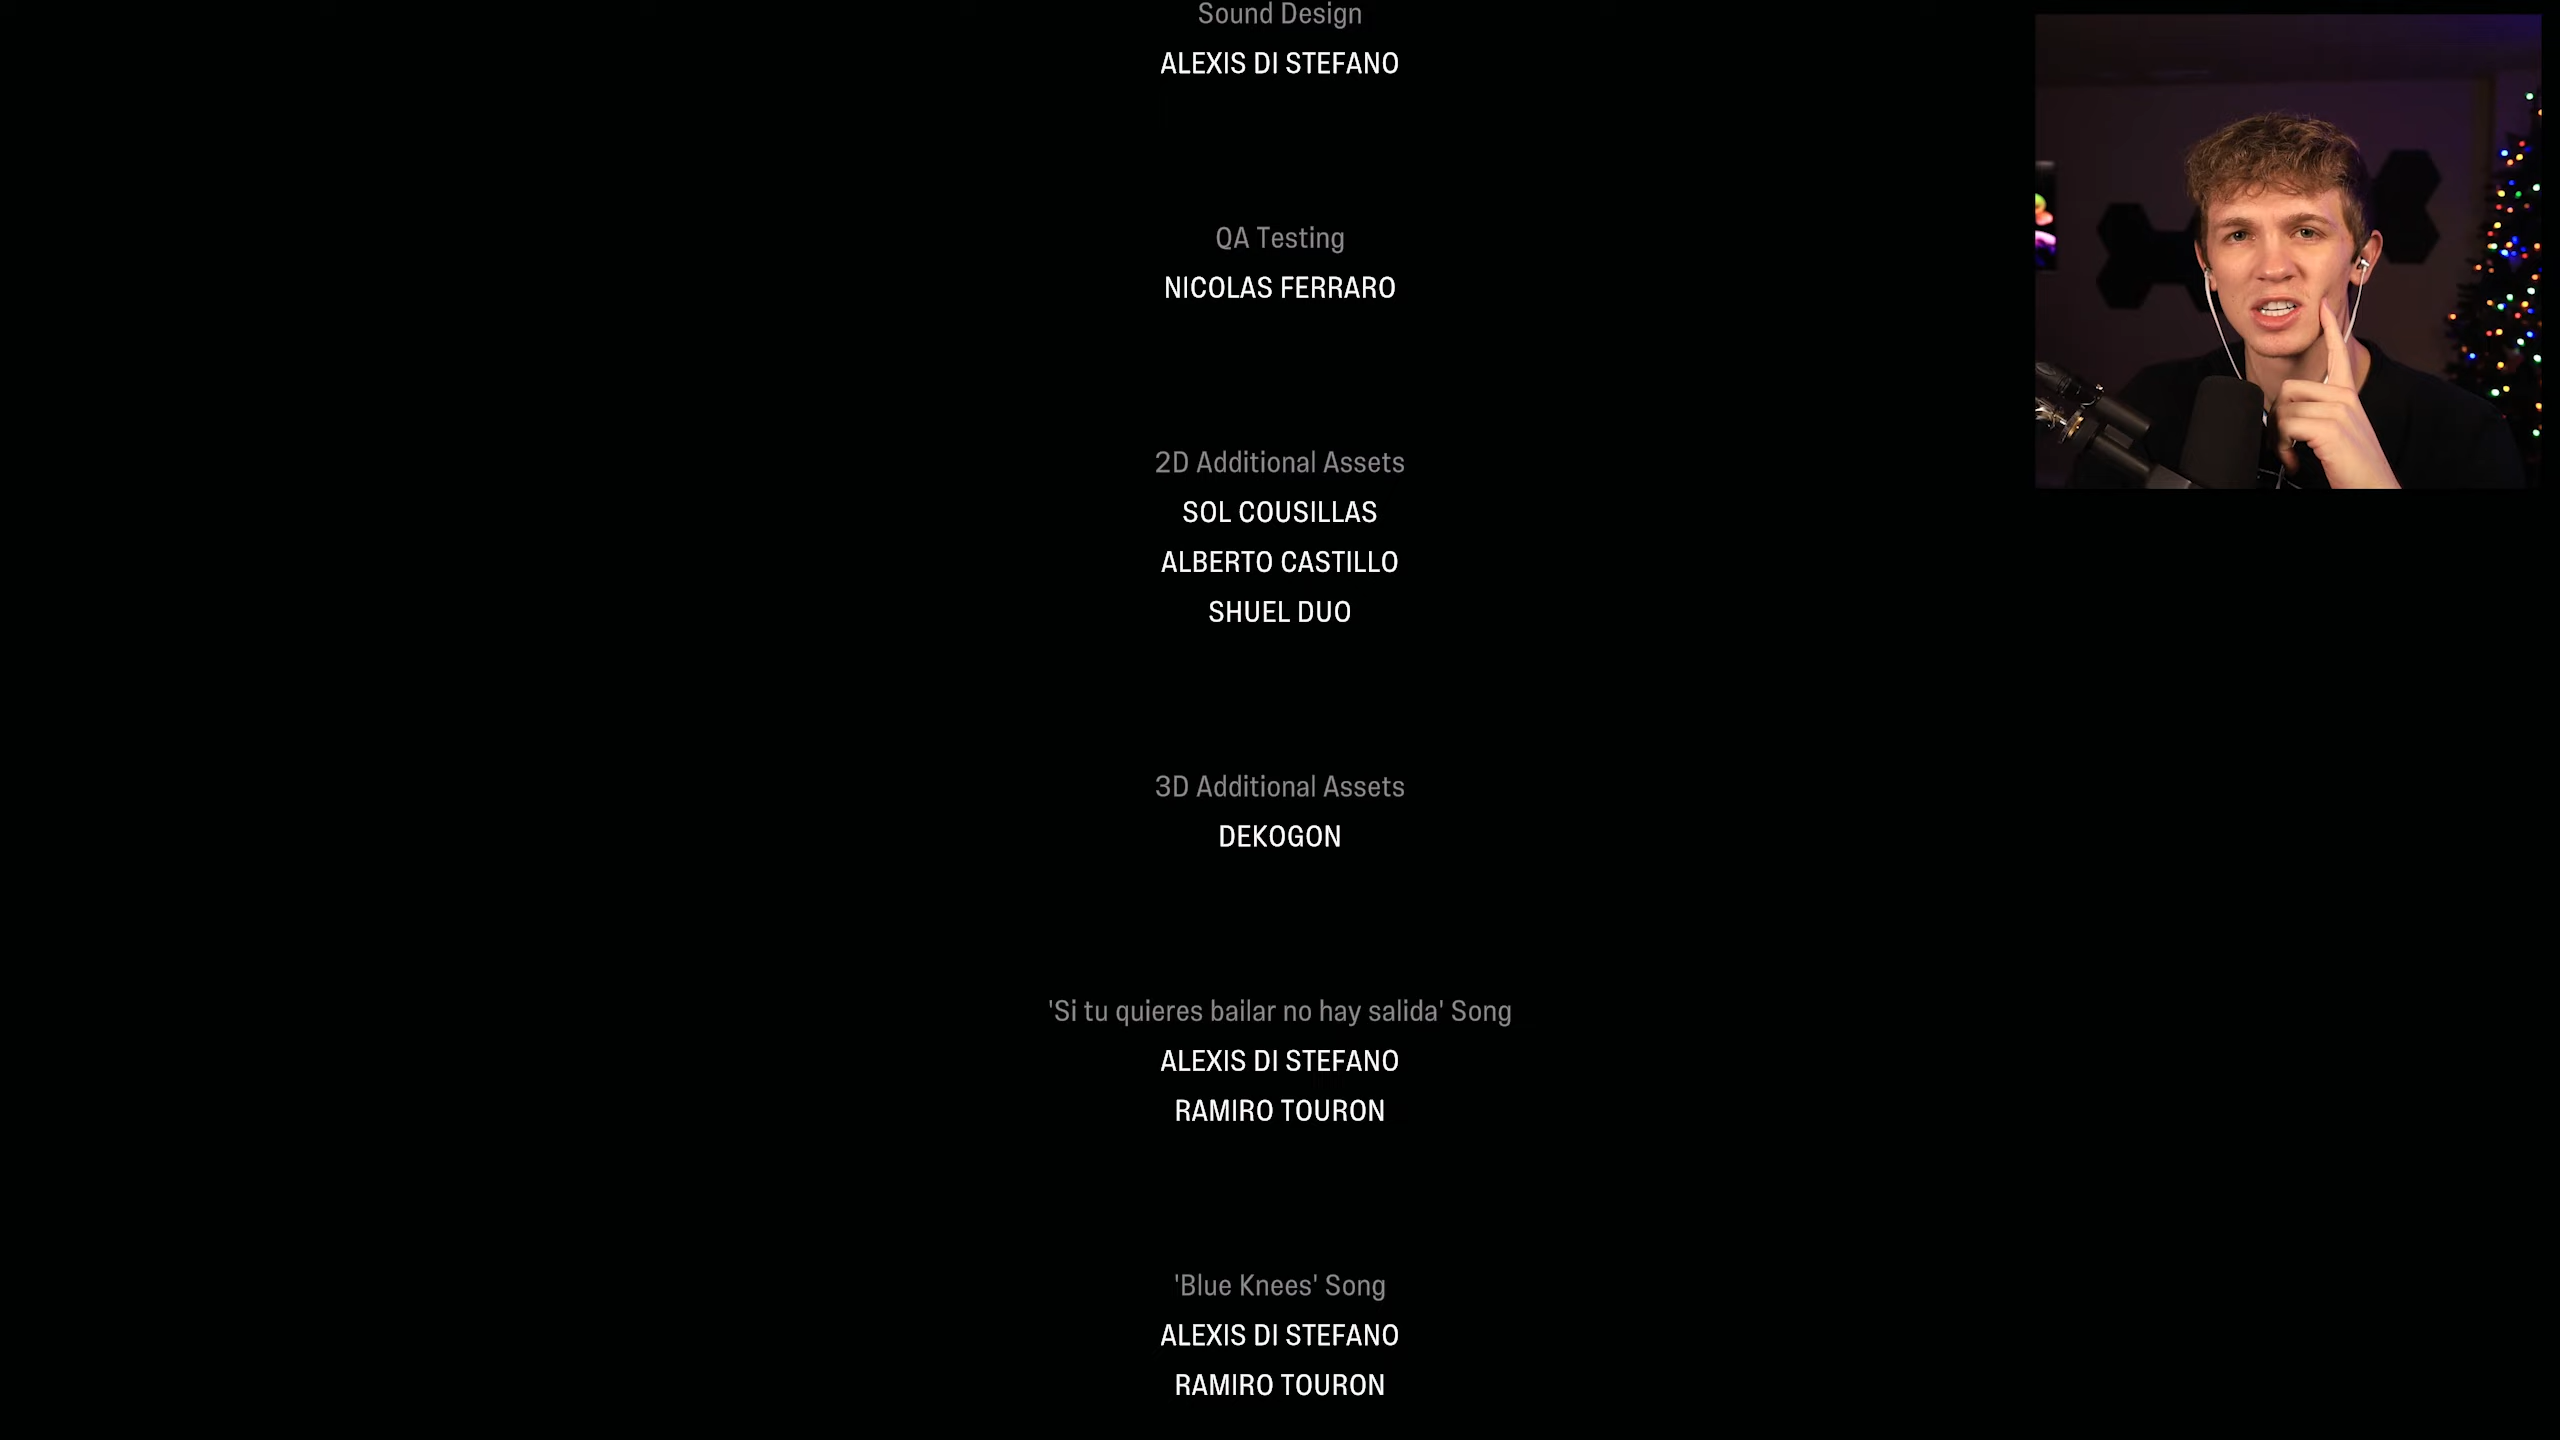 Sound Design
ALEXIS DI STEFANO
QA Testing
NICOLAS FERRARO
2D Additional Assets
SOL COUSILLAS
ALBERTO CASTILLO
SHUEL DUO
3D Additional Assets
DEKOGON
'Si tu quieres bailar no hay salida' Song
ALEXIS DI STEFANO
RAMIRO TOURON
'Blue Knees' Song
ALEXIS DI STEFANO
RAMIRO TOURON